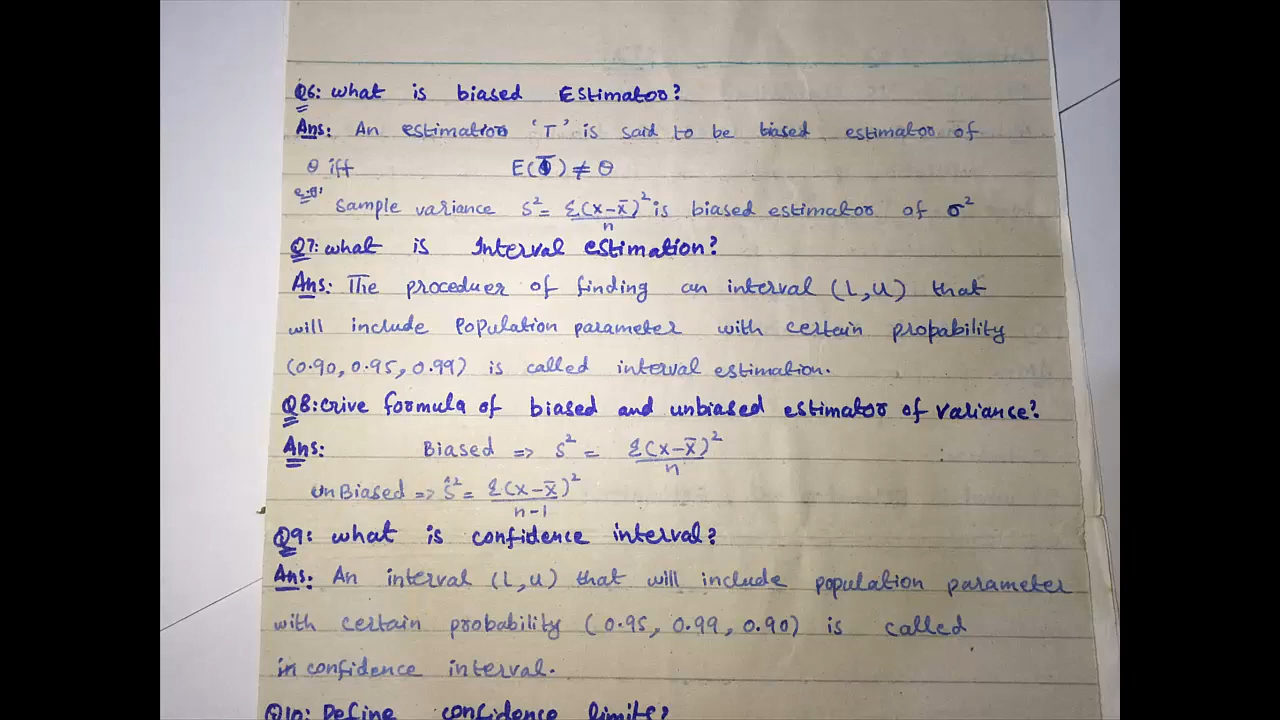 Q6: what is biased Estimator?
Ans: An estimatior 'T' is said to be biased estimator of
θ iff E(T) ≠ θ
e.g: Sample variance S² = Σ(x-x̄)²/n is biased estimator of σ²
Q7: what is Interval estimation?
Ans: The proceduer of finding an interval (L,U) that
will include Population parameter with certain probability
(0.90, 0.95, 0.99) is called interval estimation.
Q8: Give formula of biased and unbiased estimator of variance?
Ans: Biased => S² = Σ(x-x̄)²/n
UnBiased => Ŝ² = Σ(x-x̄)²/n-1
Q9: what is confidence interval?
Ans: An interval (L,U) that will include population parameter
with certain probability (0.95, 0.99, 0.90) is called
in confidence interval.
Q10: Define confidence limits?